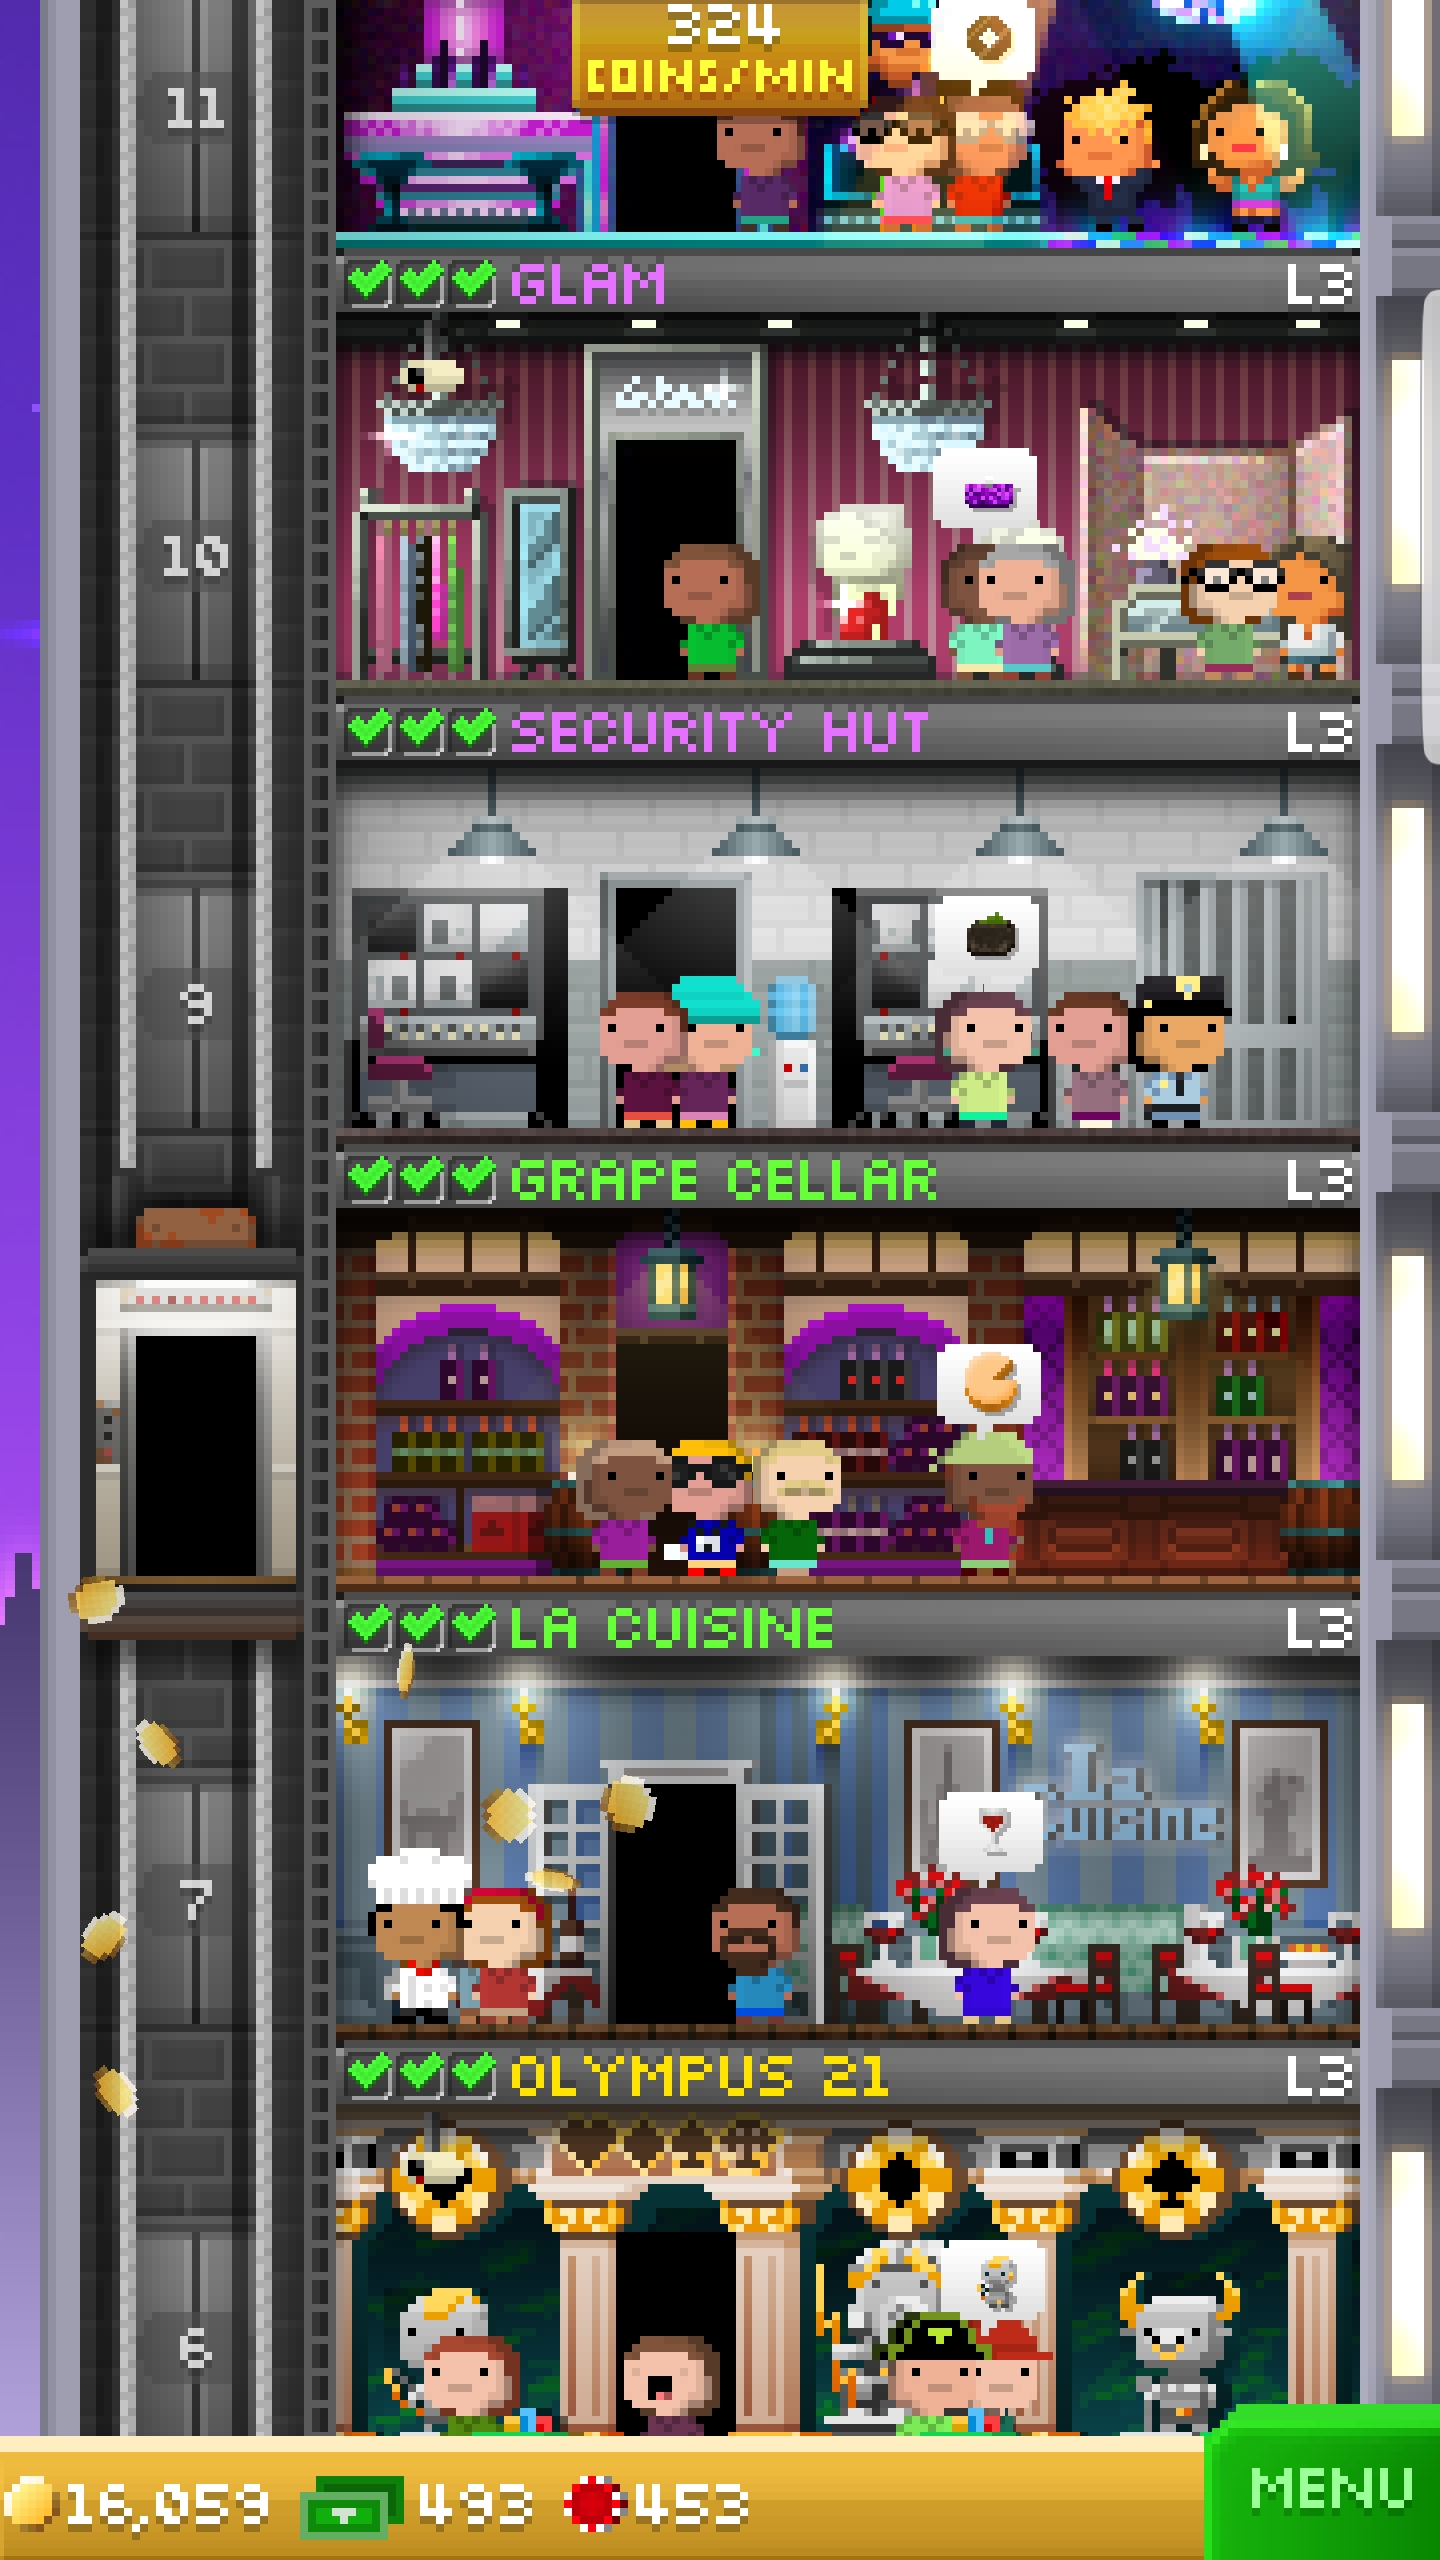 324
COINS/MIN
11
GLAM
L3
Glam
10
SECURITY HUT
L3
9
GRAPE CELLAR
L3
LA CUISINE
L3
La
Cuisine
7
OLYMPUS 21
L3
6
16,059
493
453
MENU